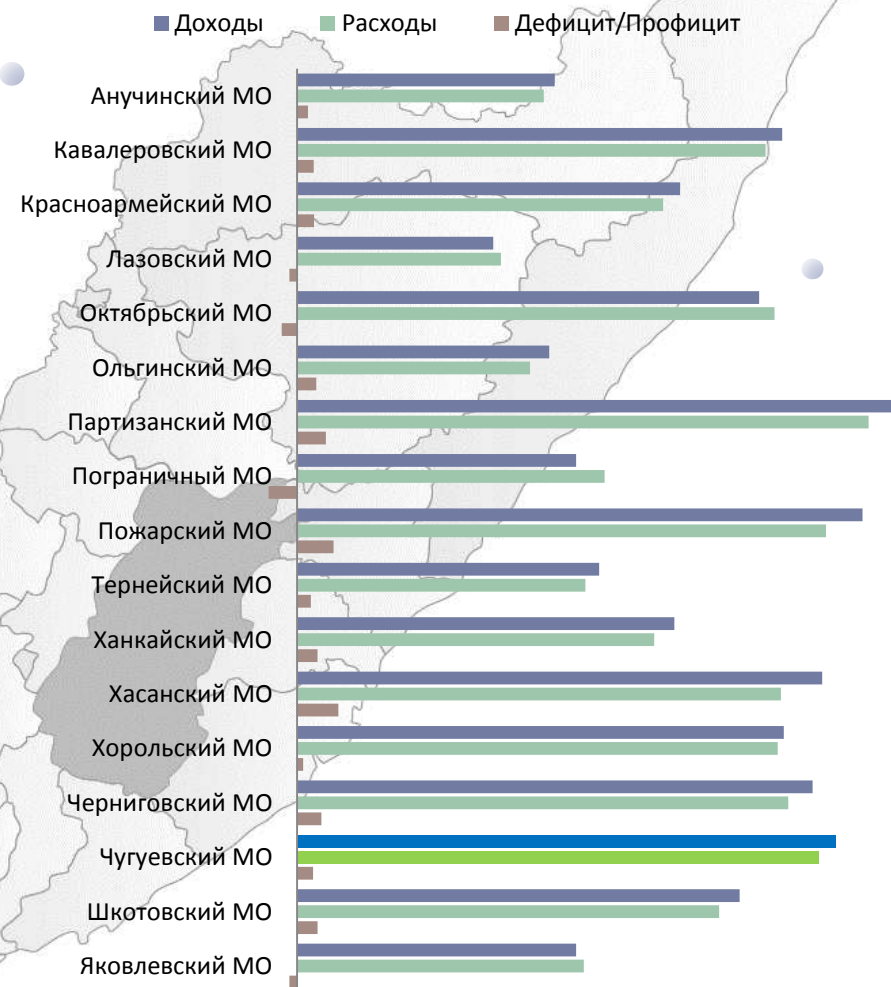 Доходы Расходы Дефицит/Профицит
Анучинский МО
Кавалеровский МО
Красноармейский МО
Лазовский МО
Октябрьский МО
Ольгинский МО
Партизанский МО
Пограничный МО
Пожарский МО
Тернейский МО
Ханкайский МО
Хасанский МО
Хорольский МО
Черниговский МО
Чугуевский МО
Шкотовский МО
Яковлевский МО